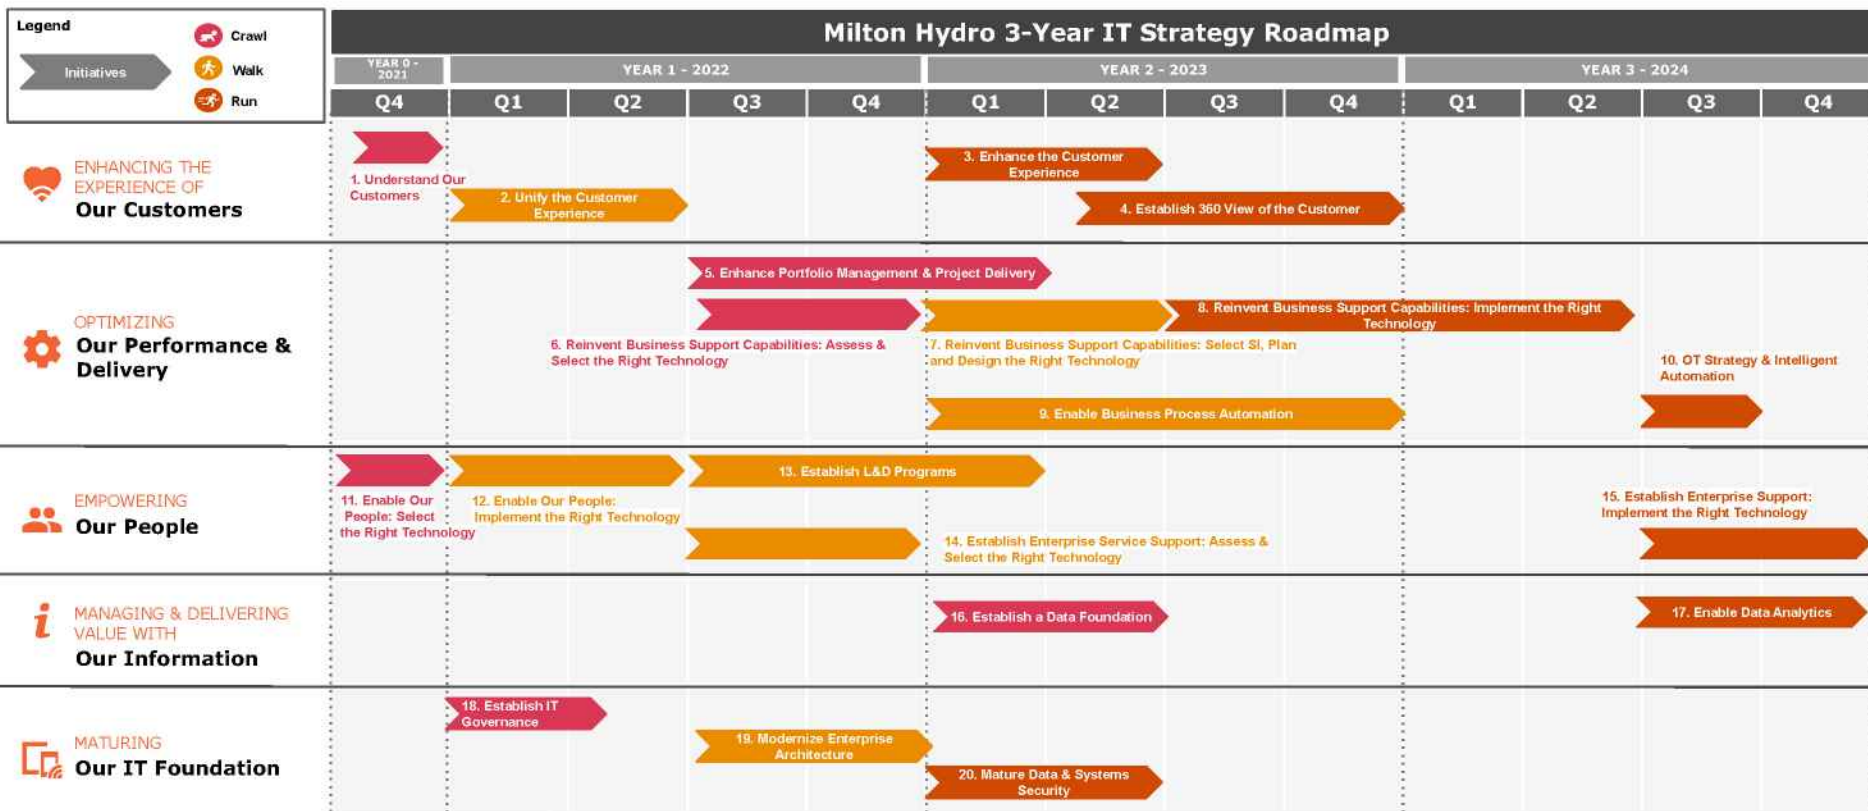 Legend
Crawl
Initiatives
Walk
Run
Milton Hydro 3-Year IT Strategy Roadmap
YEAR 0 -
2021
YEAR 1 - 2022
YEAR 2 - 2023
YEAR 3 - 2024
Q4
Q1
Q2
Q3
Q4
Q1
Q2
Q3
Q4
Q1
Q2
Q3
Q4
ENHANCING THE
EXPERIENCE OF
Our Customers
1. Understand Our
Customers
2. Unify the Customer
Experience
3. Enhance the Customer
Experience
4. Establish 360 View of the Customer
OPTIMIZING
Our Performance &
Delivery
5. Enhance Portfolio Management & Project Delivery
6. Reinvent Business Support Capabilities: Assess &
Select the Right Technology
7. Reinvent Business Support Capabilities: Select SI, Plan
and Design the Right Technology
8. Reinvent Business Support Capabilities: Implement the Right
Technology
9. Enable Business Process Automation
10. OT Strategy & Intelligent
Automation
EMPOWERING
Our People
11. Enable Our
People: Select
the Right Technology
12. Enable Our People:
Implement the Right Technology
13. Establish L&D Programs
14. Establish Enterprise Service Support: Assess &
Select the Right Technology
15. Establish Enterprise Support:
Implement the Right Technology
MANAGING & DELIVERING
VALUE WITH
Our Information
16. Establish a Data Foundation
17. Enable Data Analytics
MATURING
Our IT Foundation
18. Establish IT
Governance
19. Modernize Enterprise
Architecture
20. Mature Data & Systems
Security